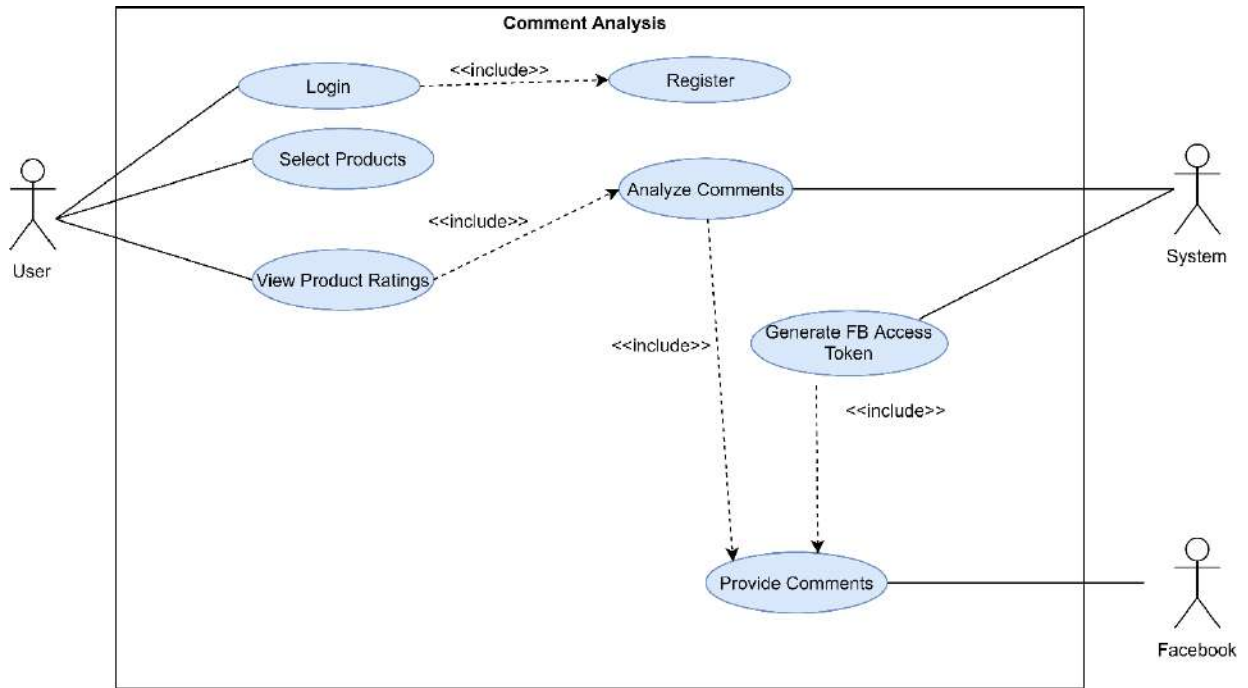 Comment Analysis
<<include>>
Login
Register
Select Products
Analyze Comments
<<include>>
User
View Product Ratings
System
<<include>>
Generate FB Access
Token
<<include>>
Provide Comments
Facebook